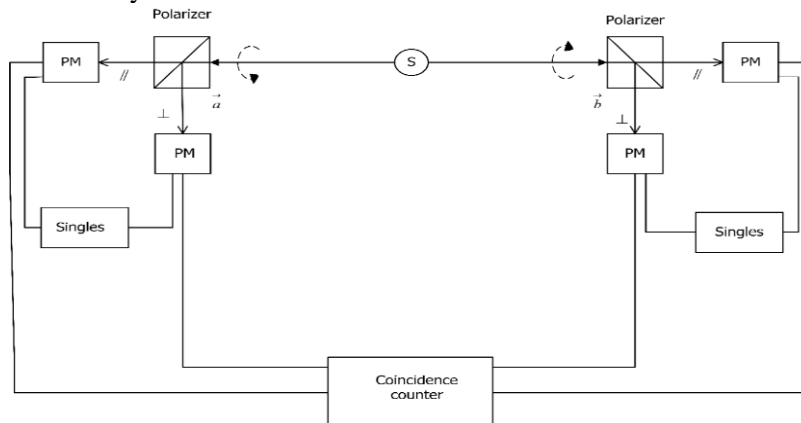 Polarizer
Polarizer
PM
//
S
//
PM
a
b
⊥
⊥
PM
PM
Singles
Singles
Coincidence
counter